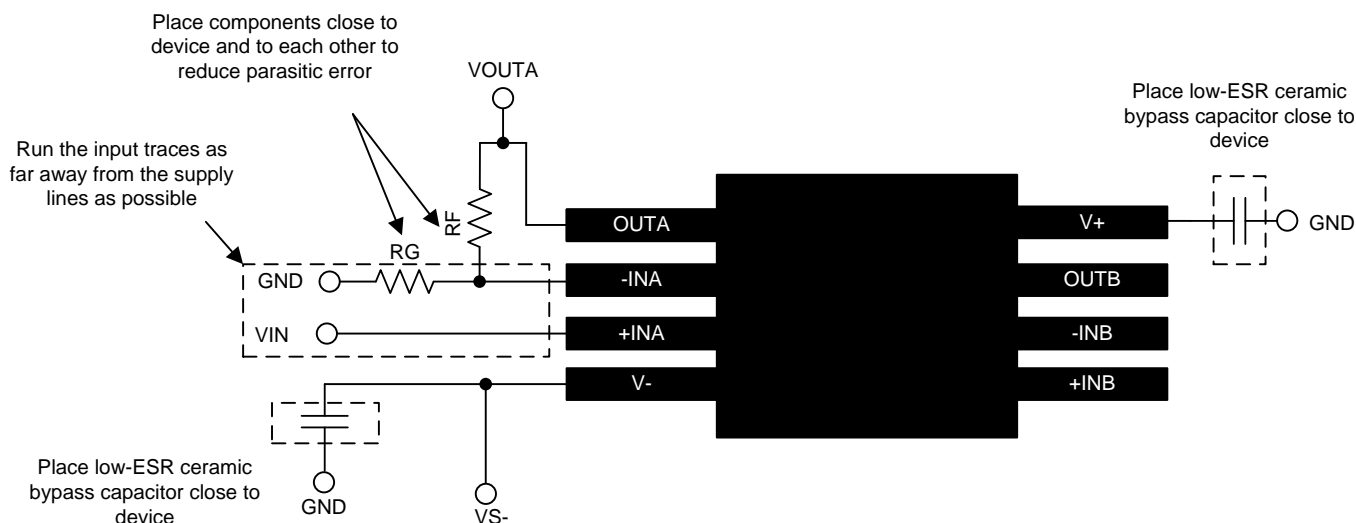 Place components close to
device and to each other to
reduce parasitic error
VOUTA
Place low-ESR ceramic
bypass capacitor close to
device
Run the input traces as
far away from the supply
lines as possible
RF
RG
OUTA
V+
GND
GND
-INA
OUTB
VIN
+INA
-INB
V-
+INB
Place low-ESR ceramic
bypass capacitor close to
device
GND
VS-